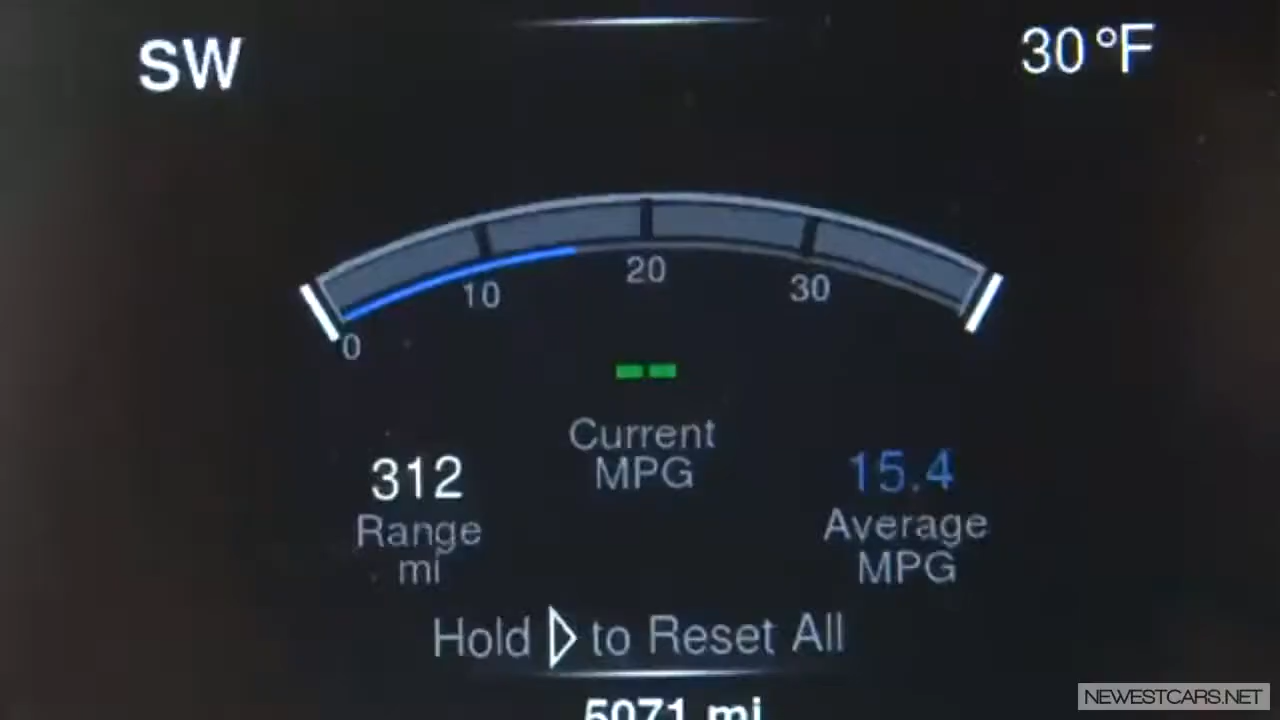 SW
30°F
0
10
20
30
--
Current
MPG
312
Range
mi
15.4
Average
MPG
Hold ▷ to Reset All
5071 mi
NEWESTCARS.NET